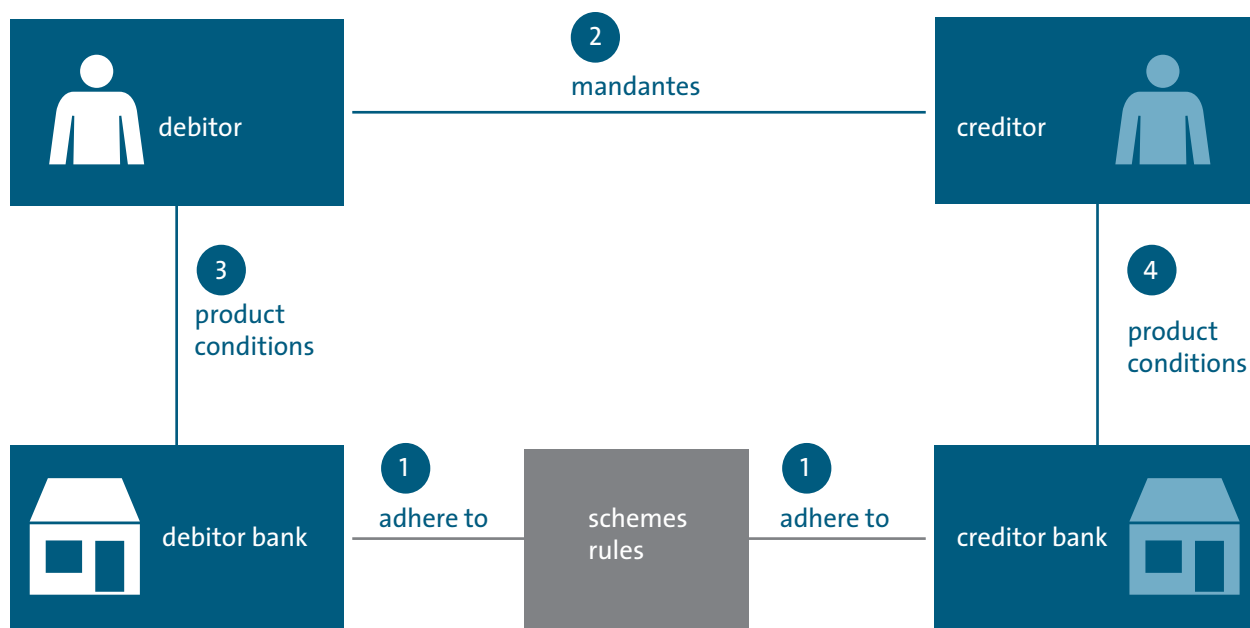 2
mandantes
debitor
creditor
3
product
conditions
4
product
conditions
1
adhere to
1
adhere to
schemes
rules
debitor bank
creditor bank